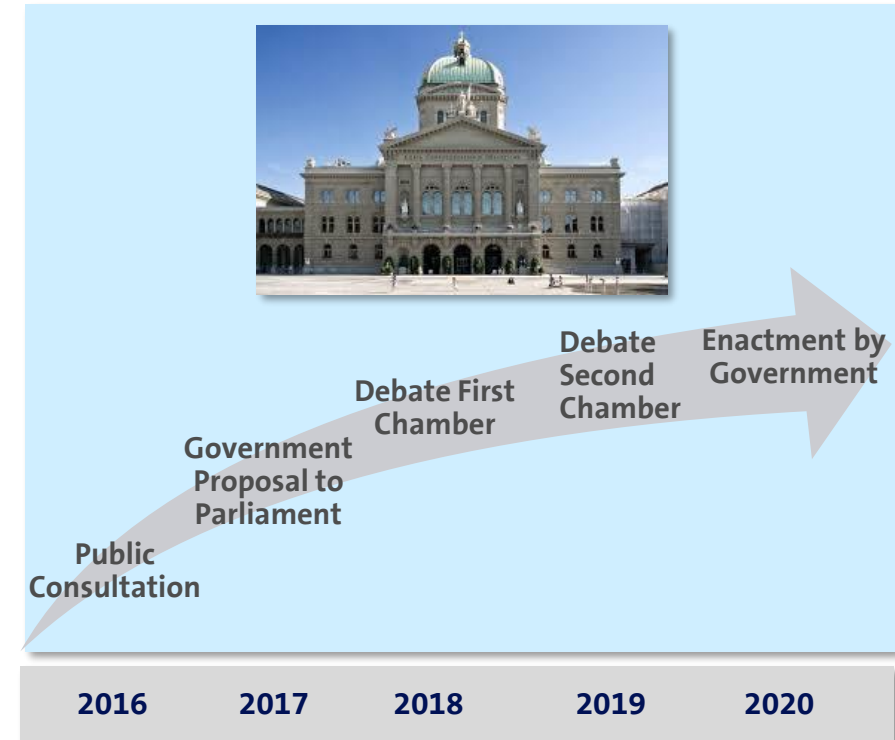 Public
Consultation
Government
Proposal to
Parliament
Debate First
Chamber
Debate
Second
Chamber
Enactment by
Government
2016
2017
2018
2019
2020